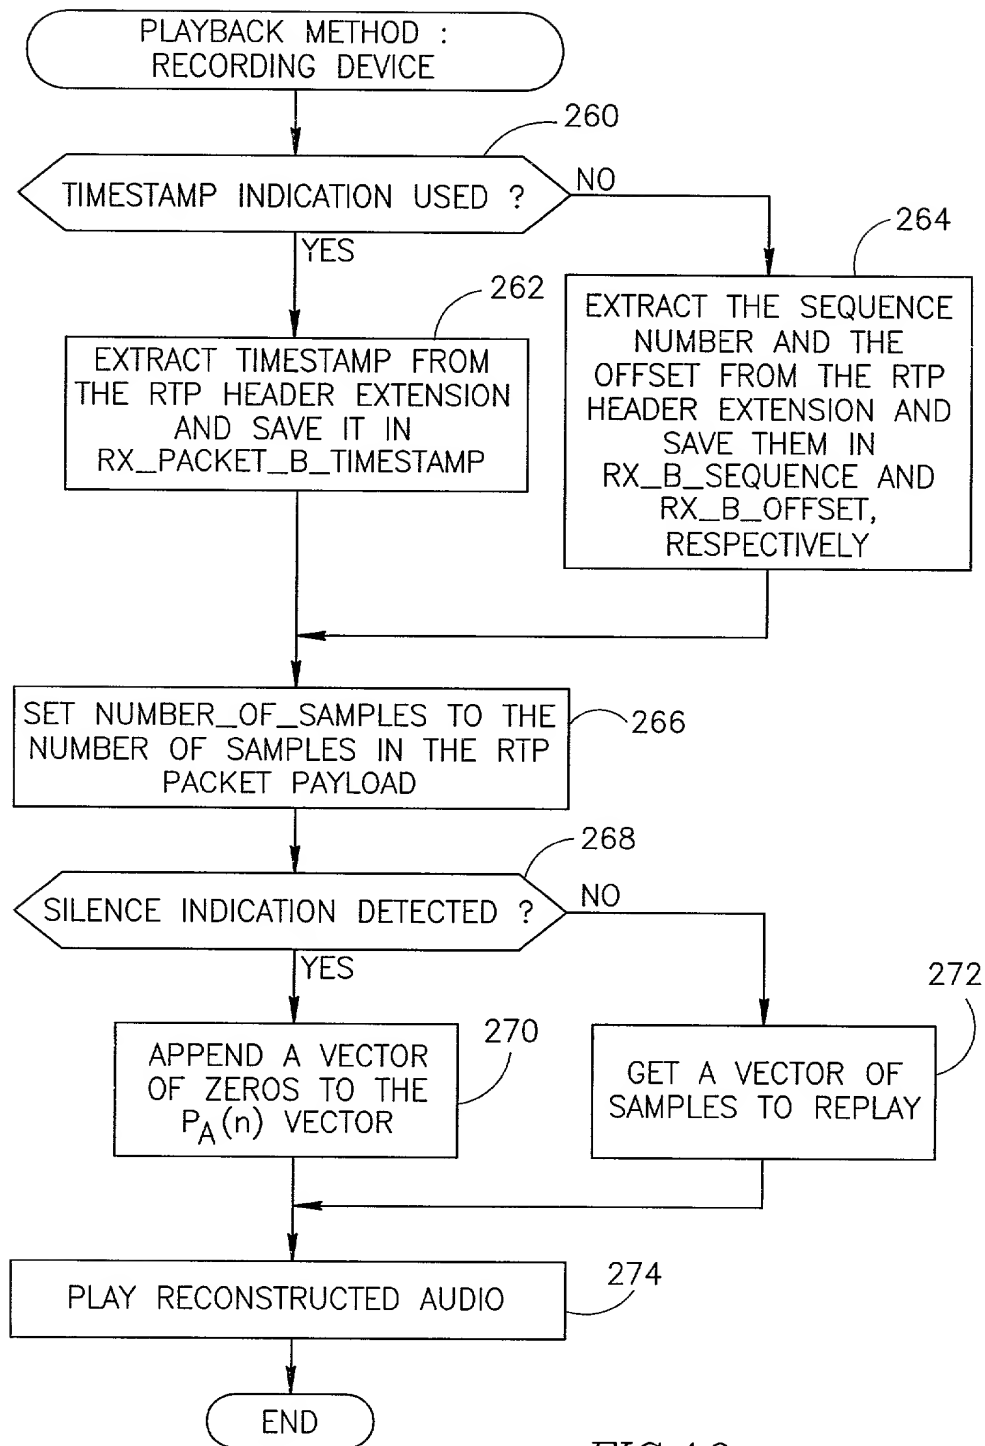 PLAYBACK METHOD :
RECORDING DEVICE
260
TIMESTAMP INDICATION USED ?
NO
YES
264
262
EXTRACT TIMESTAMP FROM
THE RTP HEADER EXTENSION
AND SAVE IT IN
RX_PACKET_B_TIMESTAMP
EXTRACT THE SEQUENCE
NUMBER AND THE
OFFSET FROM THE RTP
HEADER EXTENSION AND
SAVE THEM IN
RX_B_SEQUENCE AND
RX_B_OFFSET,
RESPECTIVELY
SET NUMBER_OF_SAMPLES TO THE
NUMBER OF SAMPLES IN THE RTP
PACKET PAYLOAD
266
268
SILENCE INDICATION DETECTED ?
NO
YES
270
272
APPEND A VECTOR
OF ZEROS TO THE
PA(n) VECTOR
GET A VECTOR OF
SAMPLES TO REPLAY
274
PLAY RECONSTRUCTED AUDIO
END